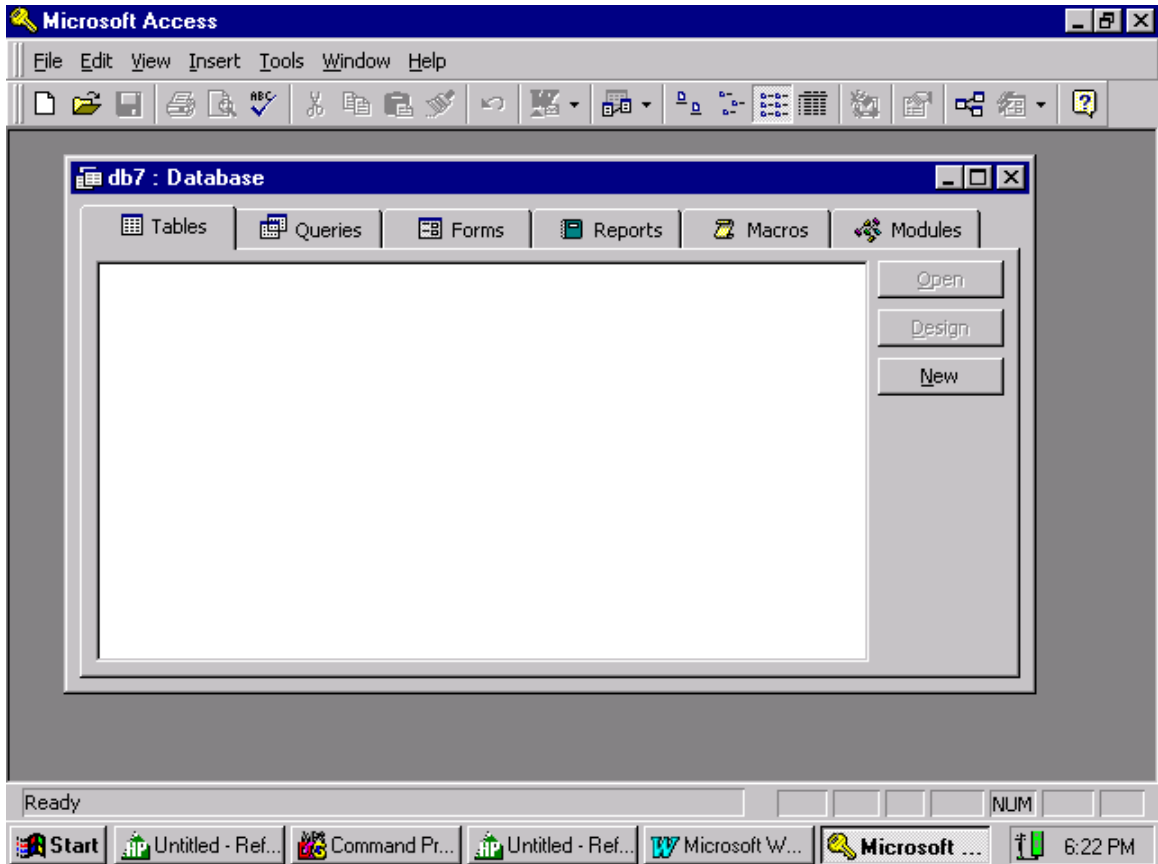 Microsoft Access
File Edit View Insert Tools Window Help
ABC
db7 : Database
Tables Queries Forms Reports Macros Modules
Open
Design
New
Ready NUM
Start Untitled - Ref... Command Pr... Untitled - Ref... Microsoft W... Microsoft ... 6:22 PM